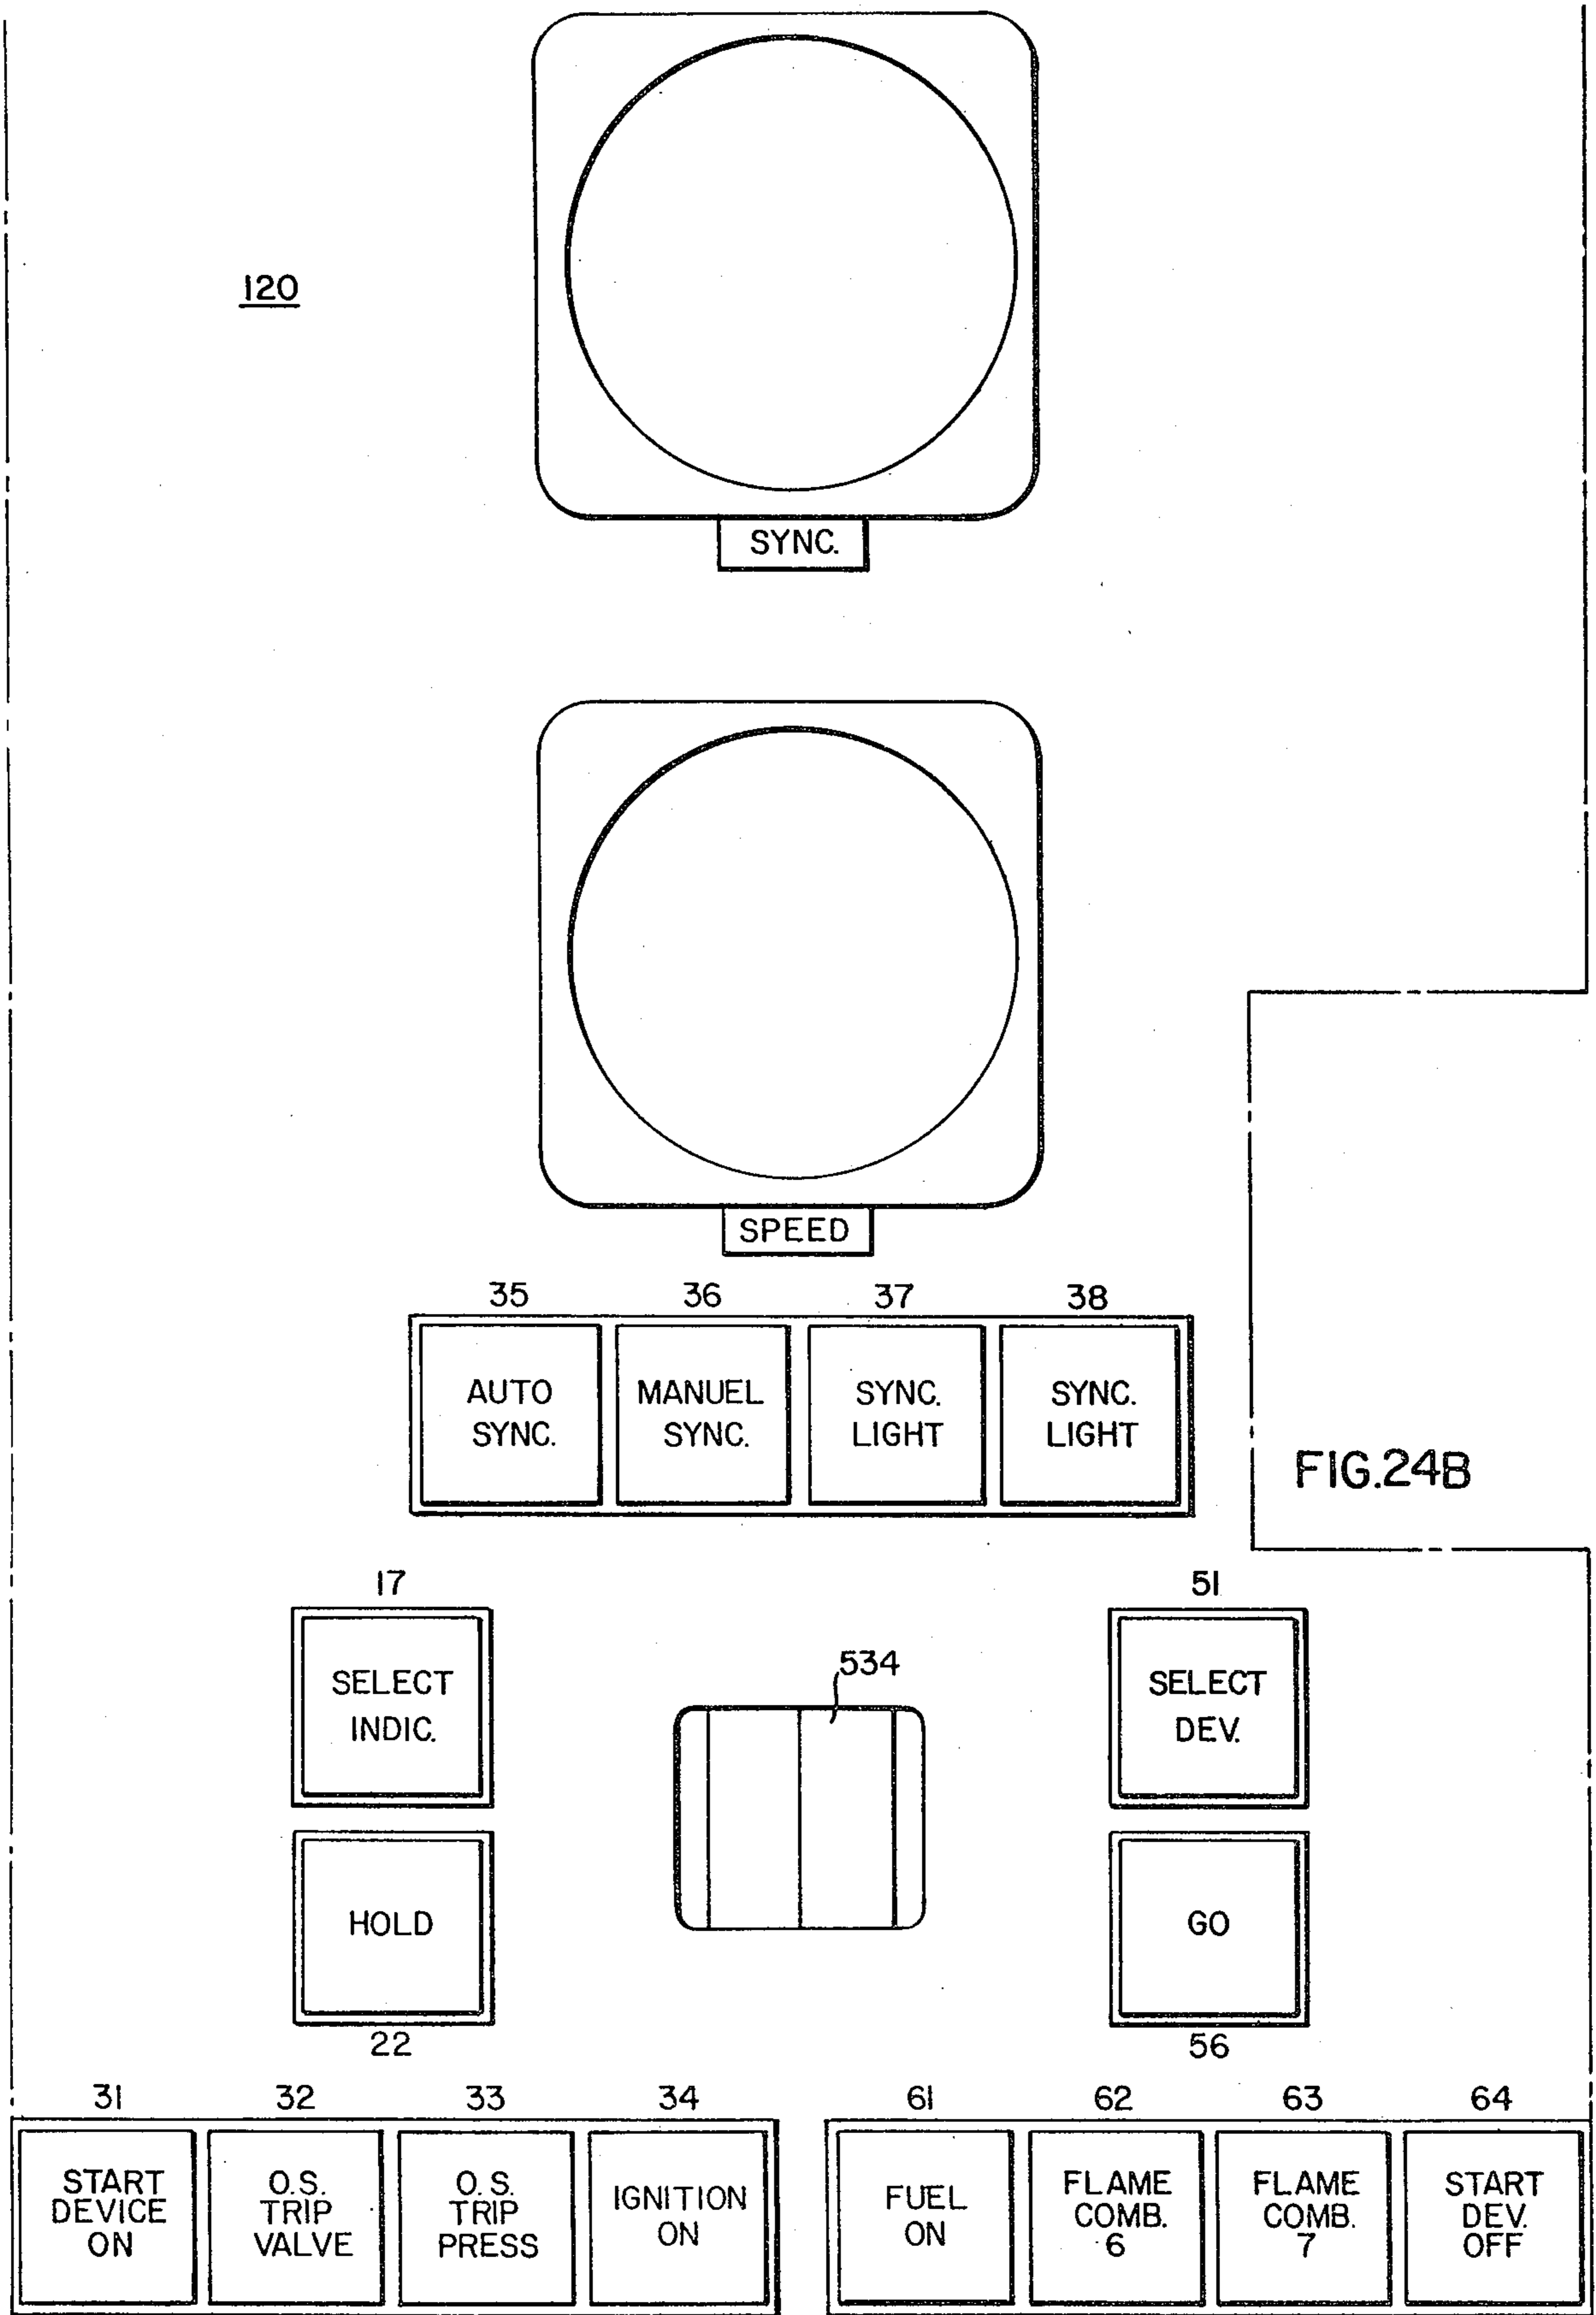 120
SYNC.
SPEED
35 36 37 38
AUTO SYNC.
MANUEL SYNC.
SYNC. LIGHT
SYNC. LIGHT
FIG.24B
17
SELECT
INDIC.
51
SELECT
DEV.
534
HOLD
22
GO
56
31 32 33 34
START
DEVICE
ON
O.S.
TRIP
VALVE
O.S.
TRIP
PRESS
IGNITION
ON
61 62 63 64
FUEL
ON
FLAME
COMB.
6
FLAME
COMB.
7
START
DEV.
OFF